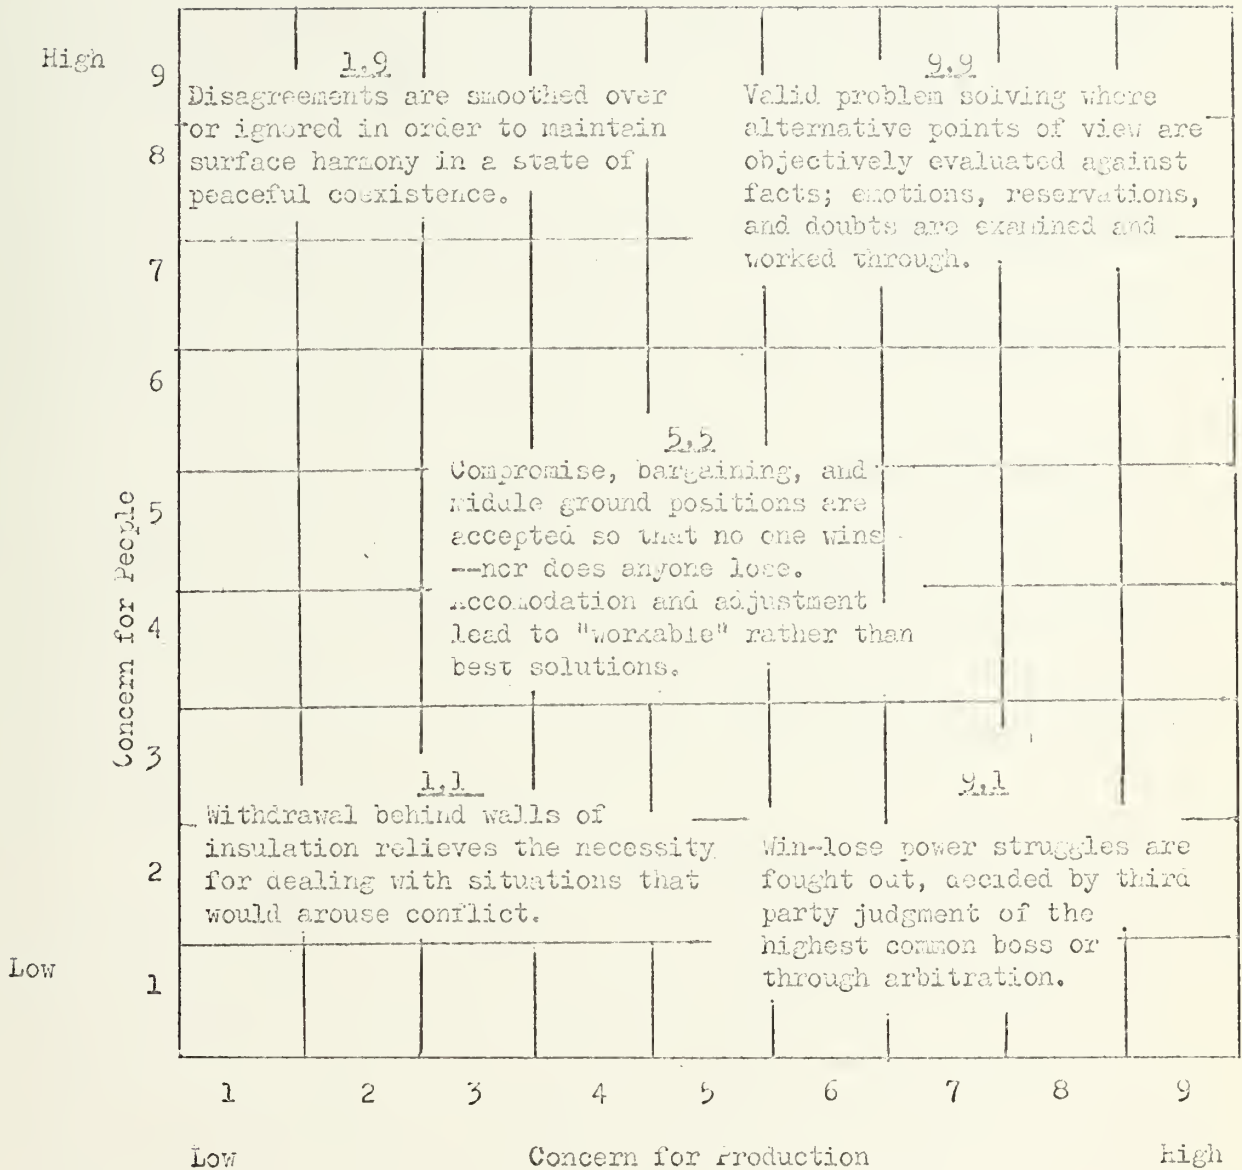 High
9
1,9
Disagreements are smoothed over
or ignored in order to maintain
surface harmony in a state of
peaceful coexistence.
9,9
Valid problem solving where
alternative points of view are
objectively evaluated against
facts; emotions, reservations,
and doubts are examined and
worked through.
8
7
6
5,5
Compromise, bargaining, and
middle ground positions are
accepted so that no one wins
--nor does anyone lose.
Accomodation and adjustment
lead to "workable" rather than
best solutions.
Concern for People
5
4
3
1,1
Withdrawal behind walls of
insulation relieves the necessity
for dealing with situations that
would arouse conflict.
9,1
Win-lose power struggles are
fought out, decided by third
party judgment of the
highest common boss or
through arbitration.
2
Low
1
1 2 3 4 5 6 7 8 9
Low Concern for Production High